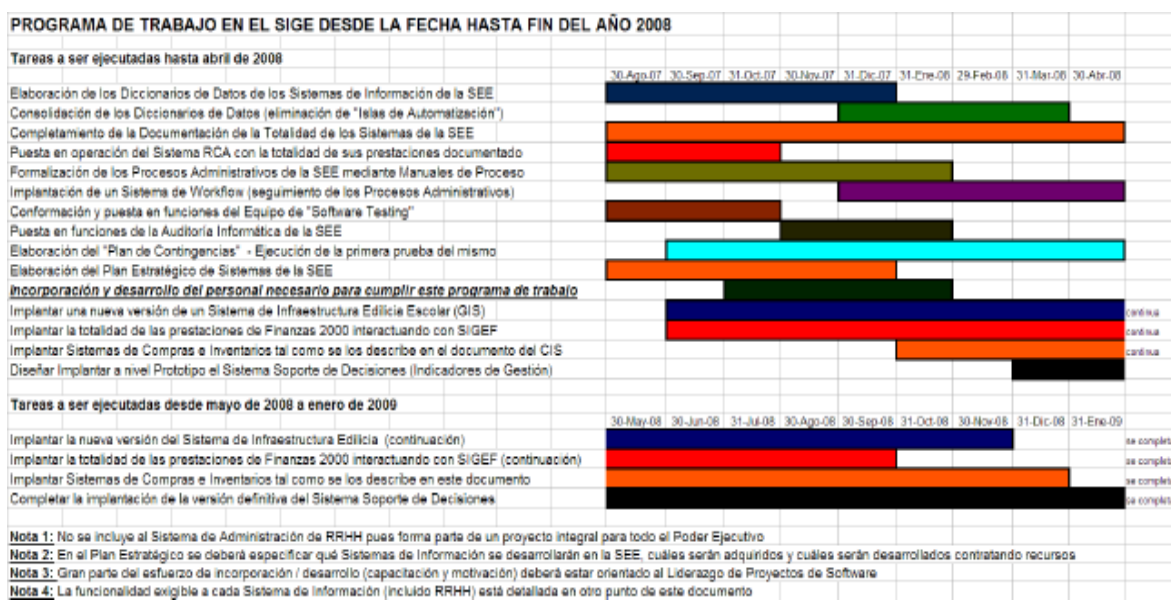 PROGRAMA DE TRABAJO EN EL SIGE DESDE LA FECHA HASTA FIN DEL AÑO 2008
Tareas a ser ejecutadas hasta abril de 2008
30-Ago-07 30-Sep-07 31-Oct-07 30-Nov-07 31-Dic-07 31-Ene-08 29-Feb-08 31-Mar-08 30-Abr-08
Elaboración de los Diccionarios de Datos de los Sistemas de Información de la SEE
Consolidación de los Diccionarios de Datos (eliminación de "Islas de Automatización")
Completamiento de la Documentación de la Totalidad de los Sistemas de la SEE
Puesta en operación del Sistema RCA con la totalidad de sus prestaciones documentado
Formalización de los Procesos Administrativos de la SEE mediante Manuales de Proceso
Implantación de un Sistema de Workflow (seguimiento de los Procesos Administrativos)
Conformación y puesta en funciones del Equipo de "Software Testing"
Puesta en funciones de la Auditoría Informática de la SEE
Elaboración del "Plan de Contingencias" - Ejecución de la primera prueba del mismo
Elaboración del Plan Estratégico de Sistemas de la SEE
Incorporación y desarrollo del personal necesario para cumplir este programa de trabajo
Implantar una nueva versión de un Sistema de Infraestructura Edilicia Escolar (GIS) continua
Implantar la totalidad de las prestaciones de Finanzas 2000 interactuando con SIGEF continua
Implantar Sistemas de Compras e Inventarios tal como se los describe en el documento del CIS continua
Diseñar Implantar a nivel Prototipo el Sistema Soporte de Decisiones (Indicadores de Gestión)
Tareas a ser ejecutadas desde mayo de 2008 a enero de 2009
30-May-08 30-Jun-08 31-Jul-08 30-Ago-08 30-Sep-08 31-Oct-08 30-Nov-08 31-Dic-08 31-Ene-09
Implantar la nueva versión del Sistema de Infraestructura Edilicia (continuación) se complet
Implantar la totalidad de las prestaciones de Finanzas 2000 interactuando con SIGEF (continuación) se complet
Implantar Sistemas de Compras e Inventarios tal como se los describe en este documento se complet
Completar la implantación de la versión definitiva del Sistema Soporte de Decisiones se complet
Nota 1: No se incluye al Sistema de Administración de RRHH pues forma parte de un proyecto integral para todo el Poder Ejecutivo
Nota 2: En el Plan Estratégico se deberá especificar qué Sistemas de Información se desarrollarán en la SEE, cuáles serán adquiridos y cuáles serán desarrollados contratando recursos
Nota 3: Gran parte del esfuerzo de incorporación / desarrollo (capacitación y motivación) deberá estar orientado al Liderazgo de Proyectos de Software
Nota 4: La funcionalidad exigible a cada Sistema de Información (incluido RRHH) está detallada en otro punto de este documento